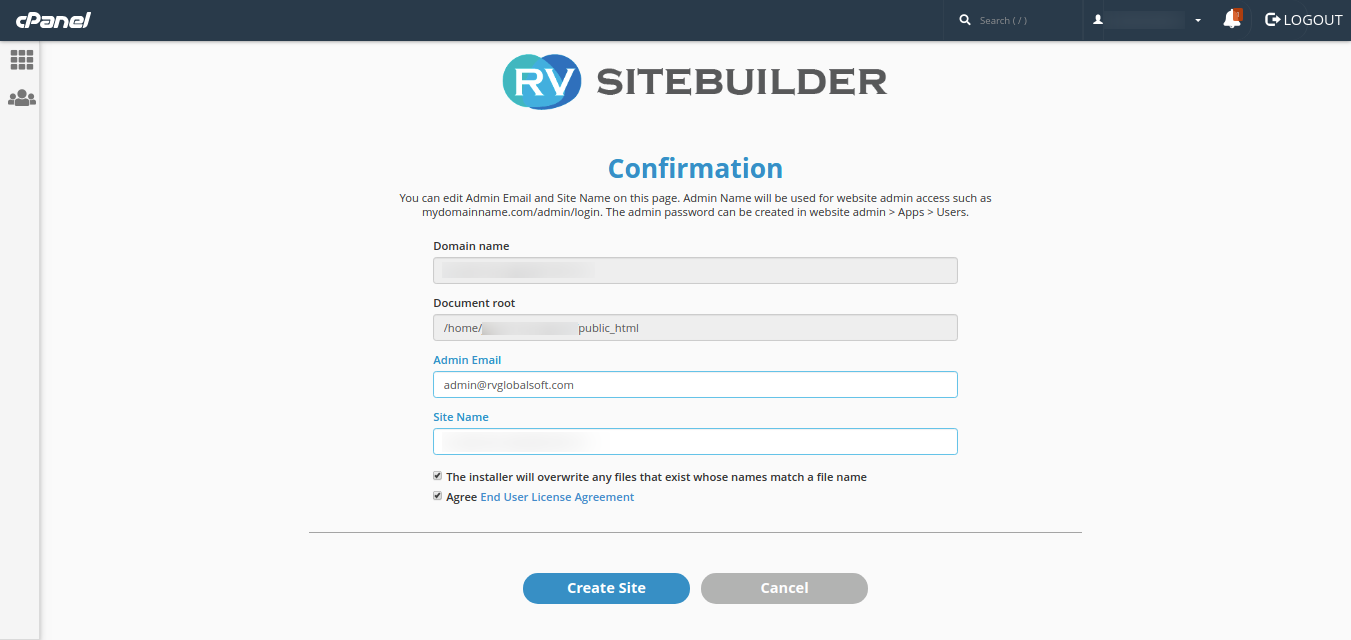 cPanel
Search ( / )
LOGOUT
RV SITEBUILDER
Confirmation
You can edit Admin Email and Site Name on this page. Admin Name will be used for website admin access such as
mydomainname.com/admin/login. The admin password can be created in website admin > Apps > Users.
Domain name
Document root
/home/ public_html
Admin Email
admin@rvglobalsoft.com
Site Name
The installer will overwrite any files that exist whose names match a file name
Agree End User License Agreement
Create Site
Cancel